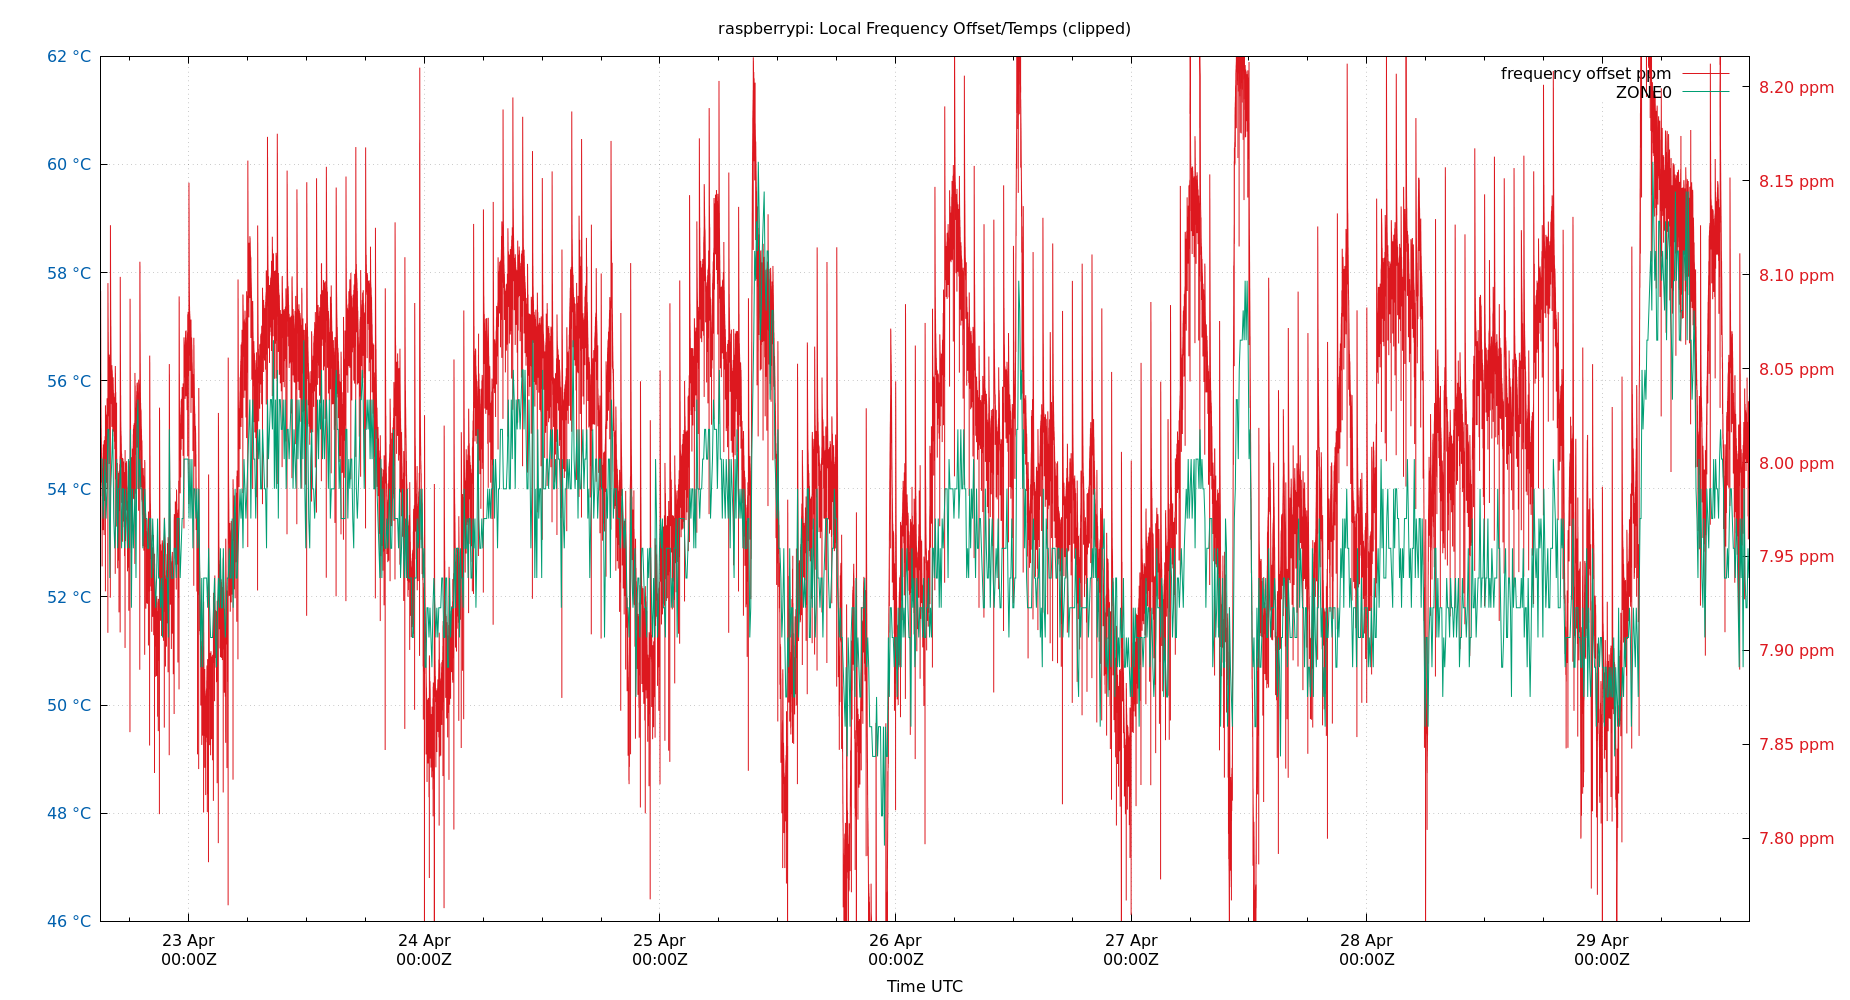 raspberrypi: Local Frequency Offset/Temps (clipped)
62 °C
60 °C
58 °C
56 °C
54 °C
52 °C
50 °C
48 °C
46 °C
frequency offset ppm
ZONE0
8.20 ppm
8.15 ppm
8.10 ppm
8.05 ppm
8.00 ppm
7.95 ppm
7.90 ppm
7.85 ppm
7.80 ppm
23 Apr 24 Apr 25 Apr 26 Apr 27 Apr 28 Apr 29 Apr
00:00Z 00:00Z 00:00Z 00:00Z 00:00Z 00:00Z 00:00Z
Time UTC